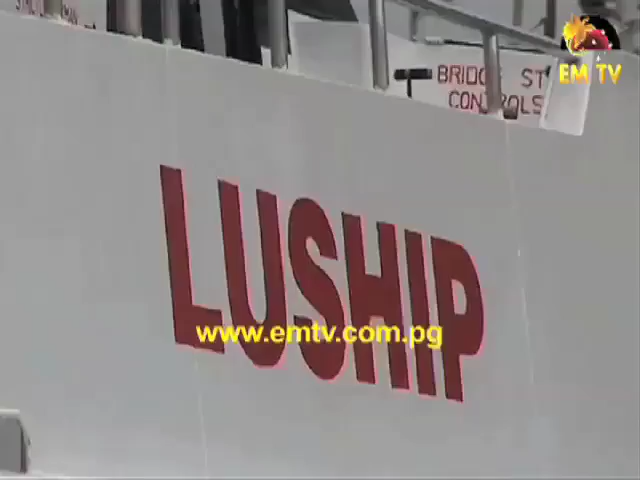 BRIDGE ST
CONTROLS
EM TV
LUSHIP
www.emtv.com.pg